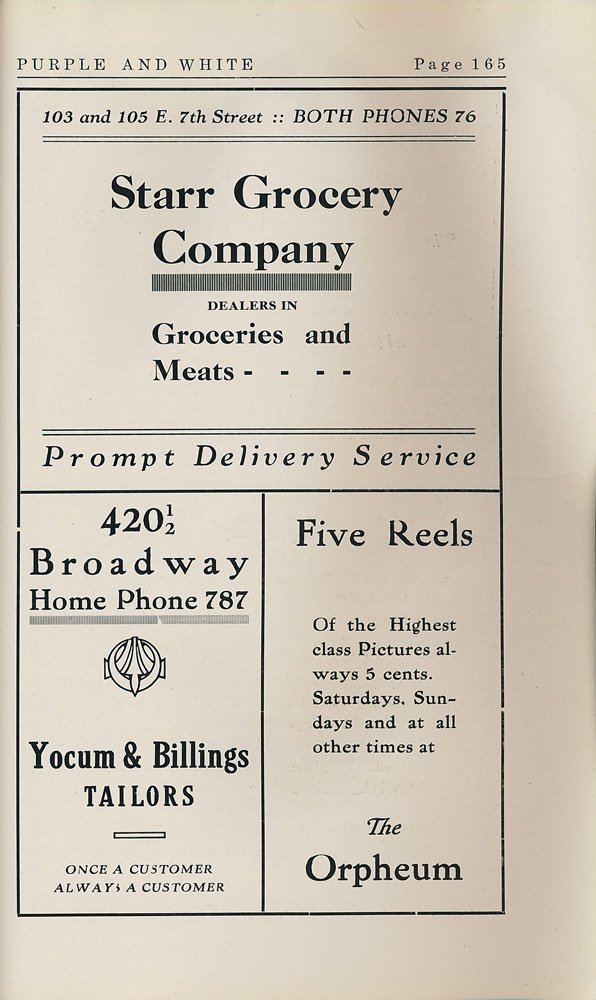 PURPLE AND WHITE Page 165
103 and 105 E. 7th Street :: BOTH PHONES 76
Starr Grocery
Company
DEALERS IN
Groceries and
Meats - - - -
Prompt Delivery Service
420½
Broadway
Home Phone 787
Yocum & Billings
TAILORS
ONCE A CUSTOMER
ALWAYS A CUSTOMER
Five Reels
Of the Highest
class Pictures al-
ways 5 cents.
Saturdays, Sun-
days and at all
other times at
The
Orpheum